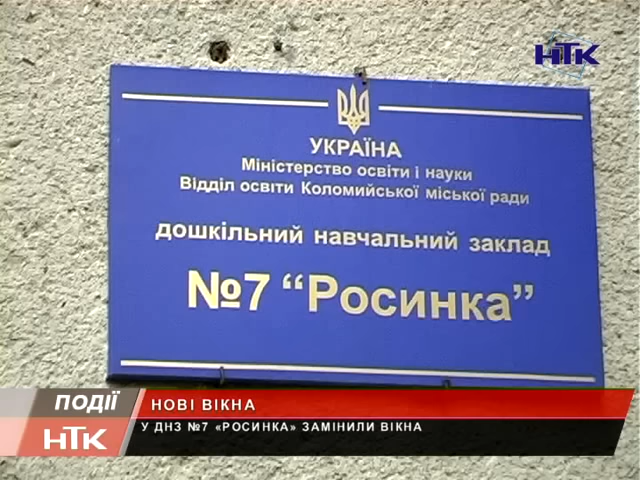 НТК
УКРАЇНА
Міністерство освіти і науки
Відділ освіти Коломийської міської ради
дошкільний навчальний заклад
№7 “Росинка”
ПОДІЇ
НОВІ ВІКНА
НТК
У ДНЗ №7 «РОСИНКА» ЗАМІНИЛИ ВІКНА